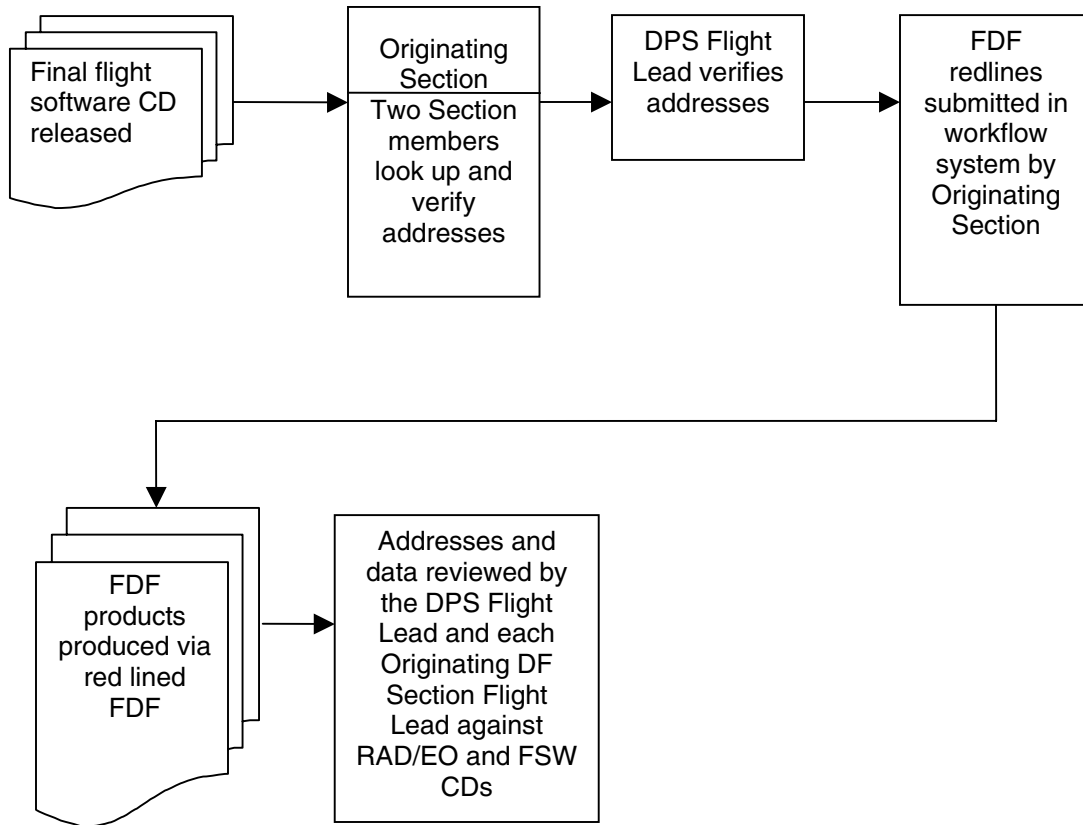 Final flight
software CD
released
Originating
Section
Two Section
members
look up and
verify
addresses
DPS Flight
Lead verifies
addresses
FDF
redlines
submitted in
workflow
system by
Originating
Section
FDF
products
produced via
red lined
FDF
Addresses and
data reviewed by
the DPS Flight
Lead and each
Originating DF
Section Flight
Lead against
RAD/EO and FSW
CDs